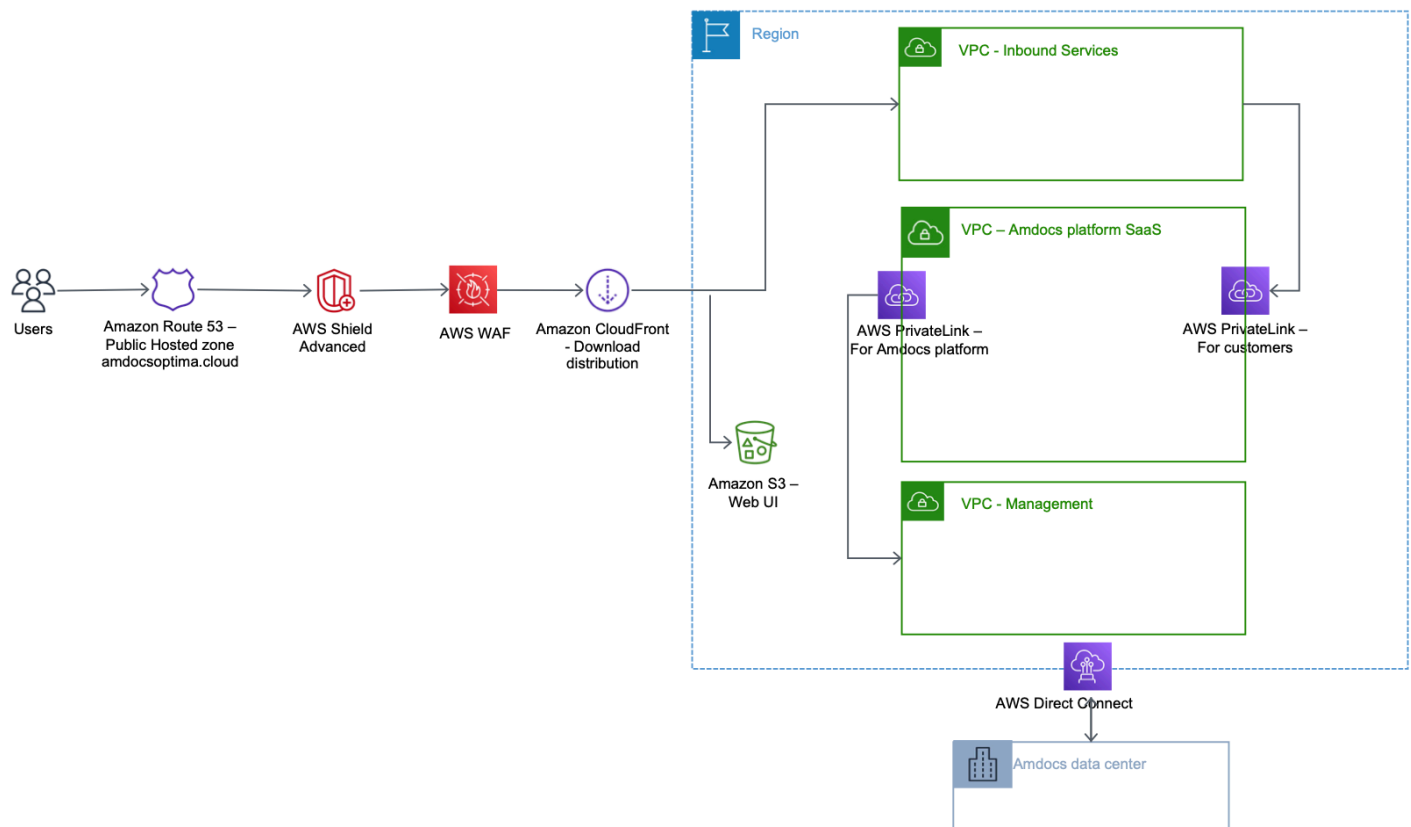 Region
VPC - Inbound Services
VPC – Amdocs platform SaaS
Users
Amazon Route 53 –
Public Hosted zone
amdocsoptima.cloud
AWS Shield
Advanced
AWS WAF
Amazon CloudFront
- Download
distribution
AWS PrivateLink –
For Amdocs platform
AWS PrivateLink –
For customers
Amazon S3 –
Web UI
VPC - Management
AWS Direct Connect
Amdocs data center